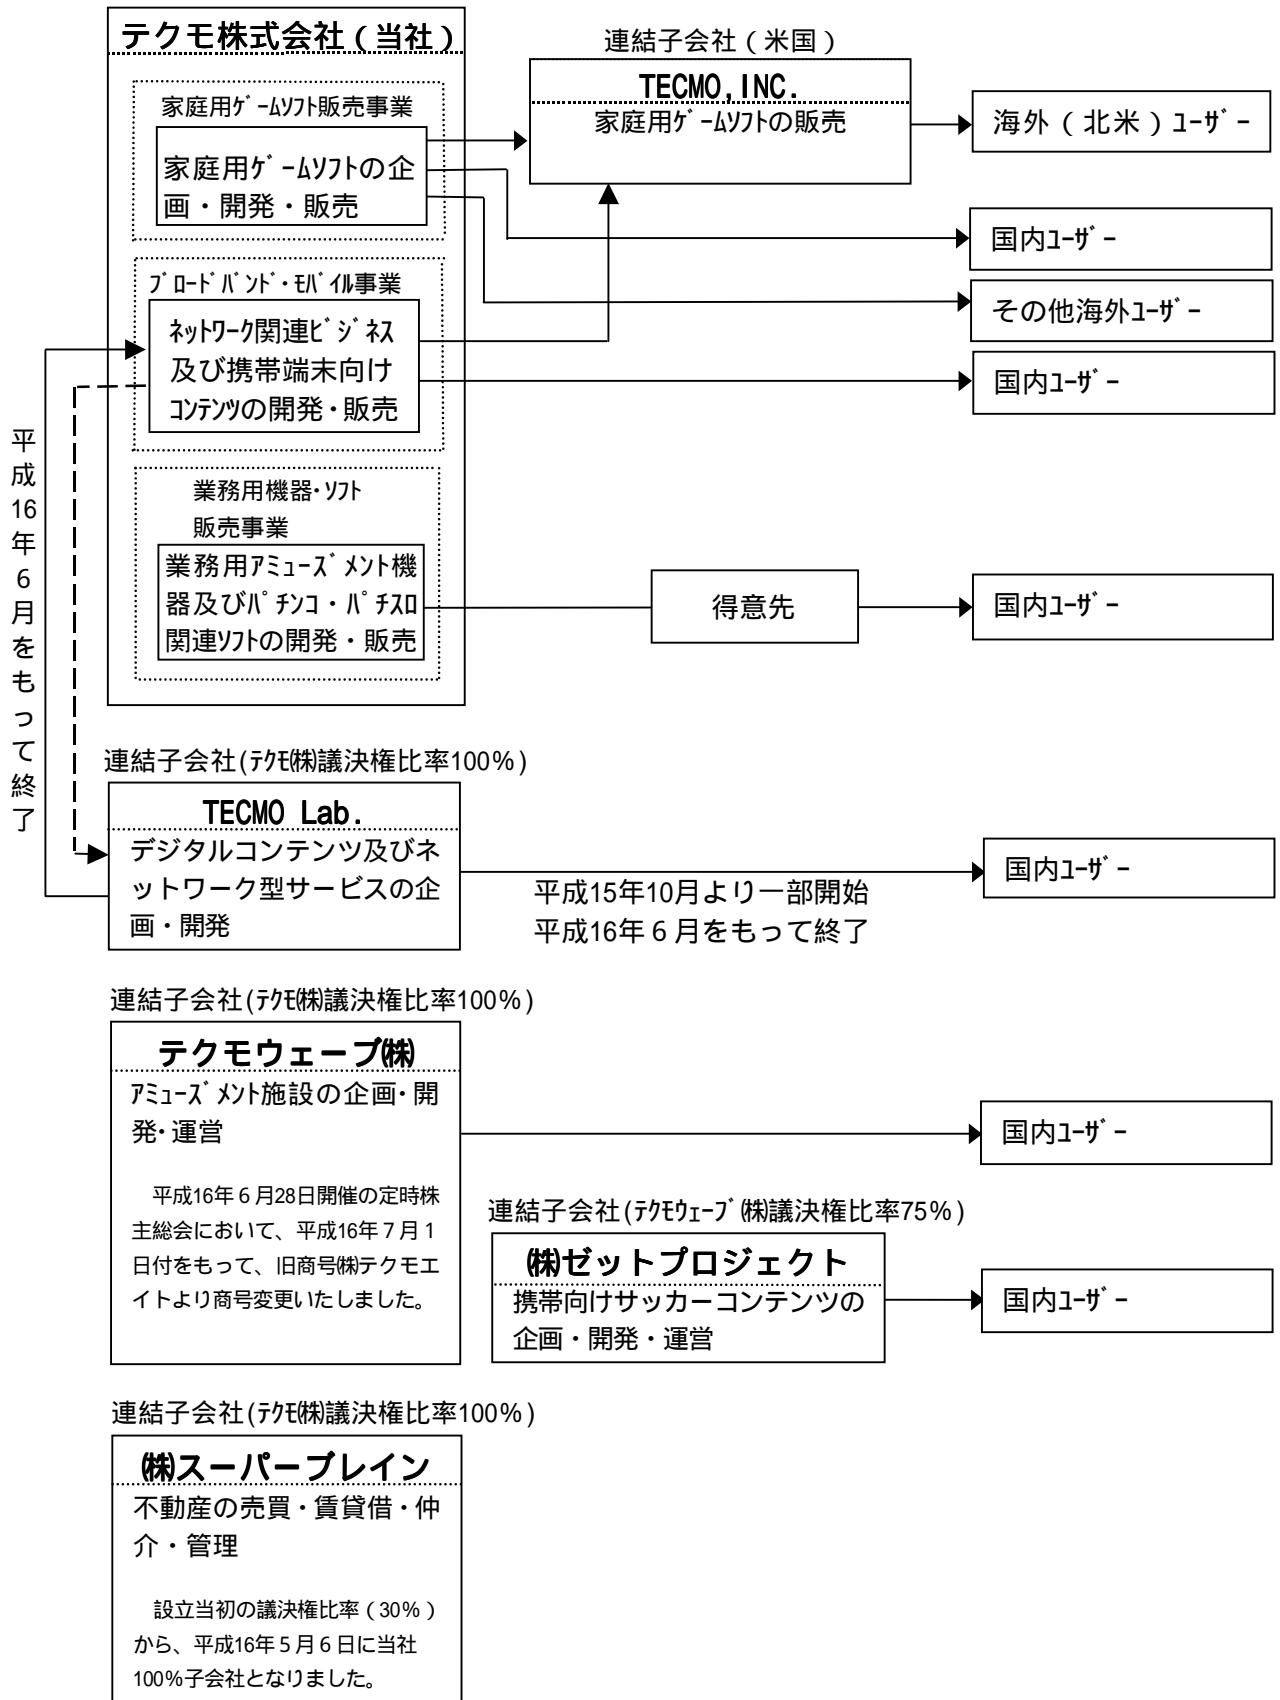 テクモ株式会社（当社）
家庭用ｹﾞｰﾑｿﾌﾄ販売事業
家庭用ｹﾞｰﾑｿﾌﾄの企
画・開発・販売
連結子会社（米国）
TECMO,INC.
家庭用ｹﾞｰﾑｿﾌﾄの販売
海外（北米）ﾕｰｻﾞｰ
国内ﾕｰｻﾞｰ
その他海外ﾕｰｻﾞｰ
国内ﾕｰｻﾞｰ
ﾌﾞﾛｰﾄﾞﾊﾞﾝﾄﾞ･ﾓﾊﾞｲﾙ事業
ﾈｯﾄﾜｰｸ関連ﾋﾞｼﾞﾈｽ
及び携帯端末向け
ｺﾝﾃﾝﾂの開発･販売
業務用機器･ｿﾌﾄ
販売事業
業務用ｱﾐｭｰｽﾞﾒﾝﾄ機
器及びﾊﾟﾁﾝｺ・ﾊﾟﾁｽﾛ
関連ｿﾌﾄの開発・販売
得意先
国内ﾕｰｻﾞｰ
平成16年６月をもって終了
連結子会社(ﾃｸﾓ㈱議決権比率100%)
TECMO Lab.
デジタルコンテンツ及びネ
ットワーク型サービスの企
画・開発
平成15年10月より一部開始
平成16年６月をもって終了
国内ﾕｰｻﾞｰ
連結子会社(ﾃｸﾓ㈱議決権比率100%)
テクモウェーブ㈱
ｱﾐｭｰｽﾞﾒﾝﾄ施設の企画･開
発･運営
平成16年６月28日開催の定時株
主総会において、平成16年７月１
日付をもって、旧商号㈱テクモエ
イトより商号変更いたしました。
国内ﾕｰｻﾞｰ
連結子会社(ﾃｸﾓｳｪｰﾌﾞ㈱議決権比率75%)
㈱ゼットプロジェクト
携帯向けサッカーコンテンツの
企画・開発・運営
国内ﾕｰｻﾞｰ
連結子会社(ﾃｸﾓ㈱議決権比率100%)
㈱スーパーブレイン
不動産の売買・賃貸借・仲
介・管理
設立当初の議決権比率（30%）
から、平成16年５月６日に当社
100%子会社となりました。